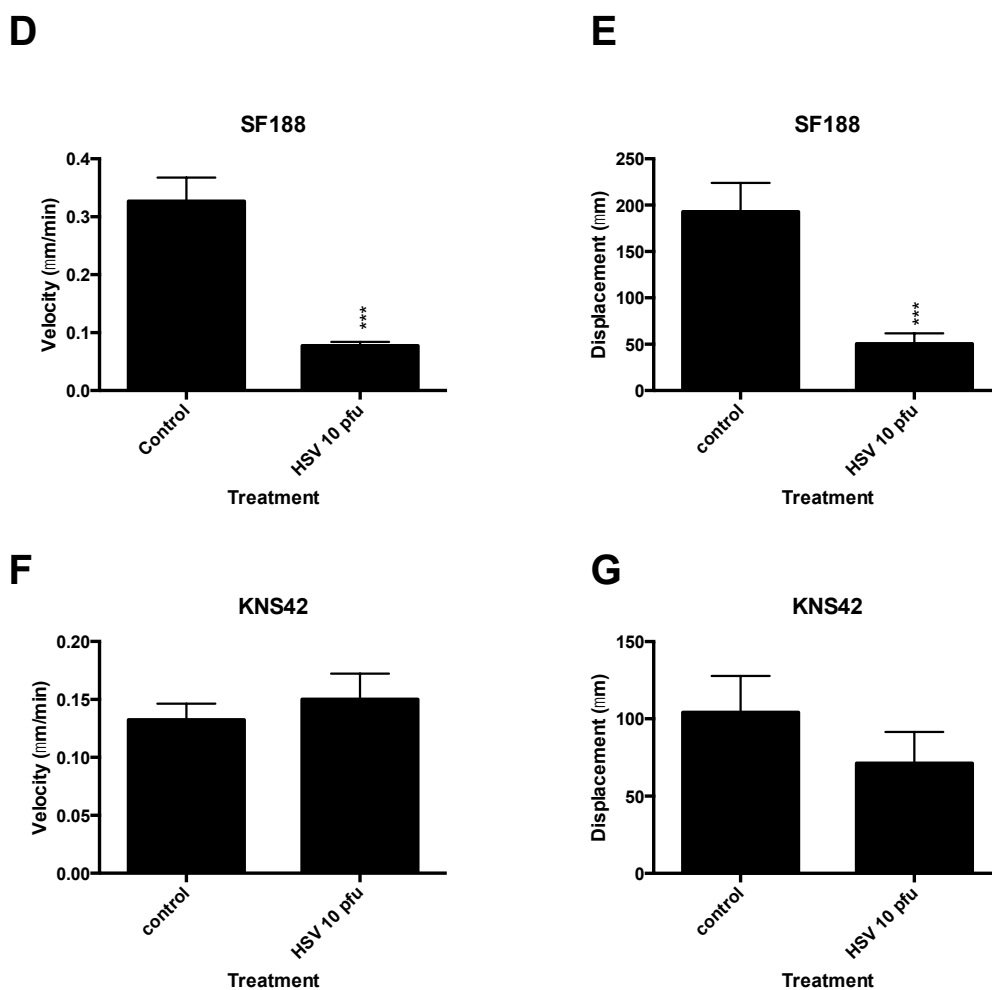 D
SF188
0.4
0.3
0.2
0.1
0.0
Velocity (mm/min)
***
Control
HSV 10 pfu
Treatment
E
SF188
250
200
150
100
50
0
Displacement (mm)
***
control
HSV 10 pfu
Treatment
F
KNS42
0.20
0.15
0.10
0.05
0.00
Velocity (mm/min)
control
HSV 10 pfu
Treatment
G
KNS42
150
100
50
0
Displacement (mm)
control
HSV 10 pfu
Treatment